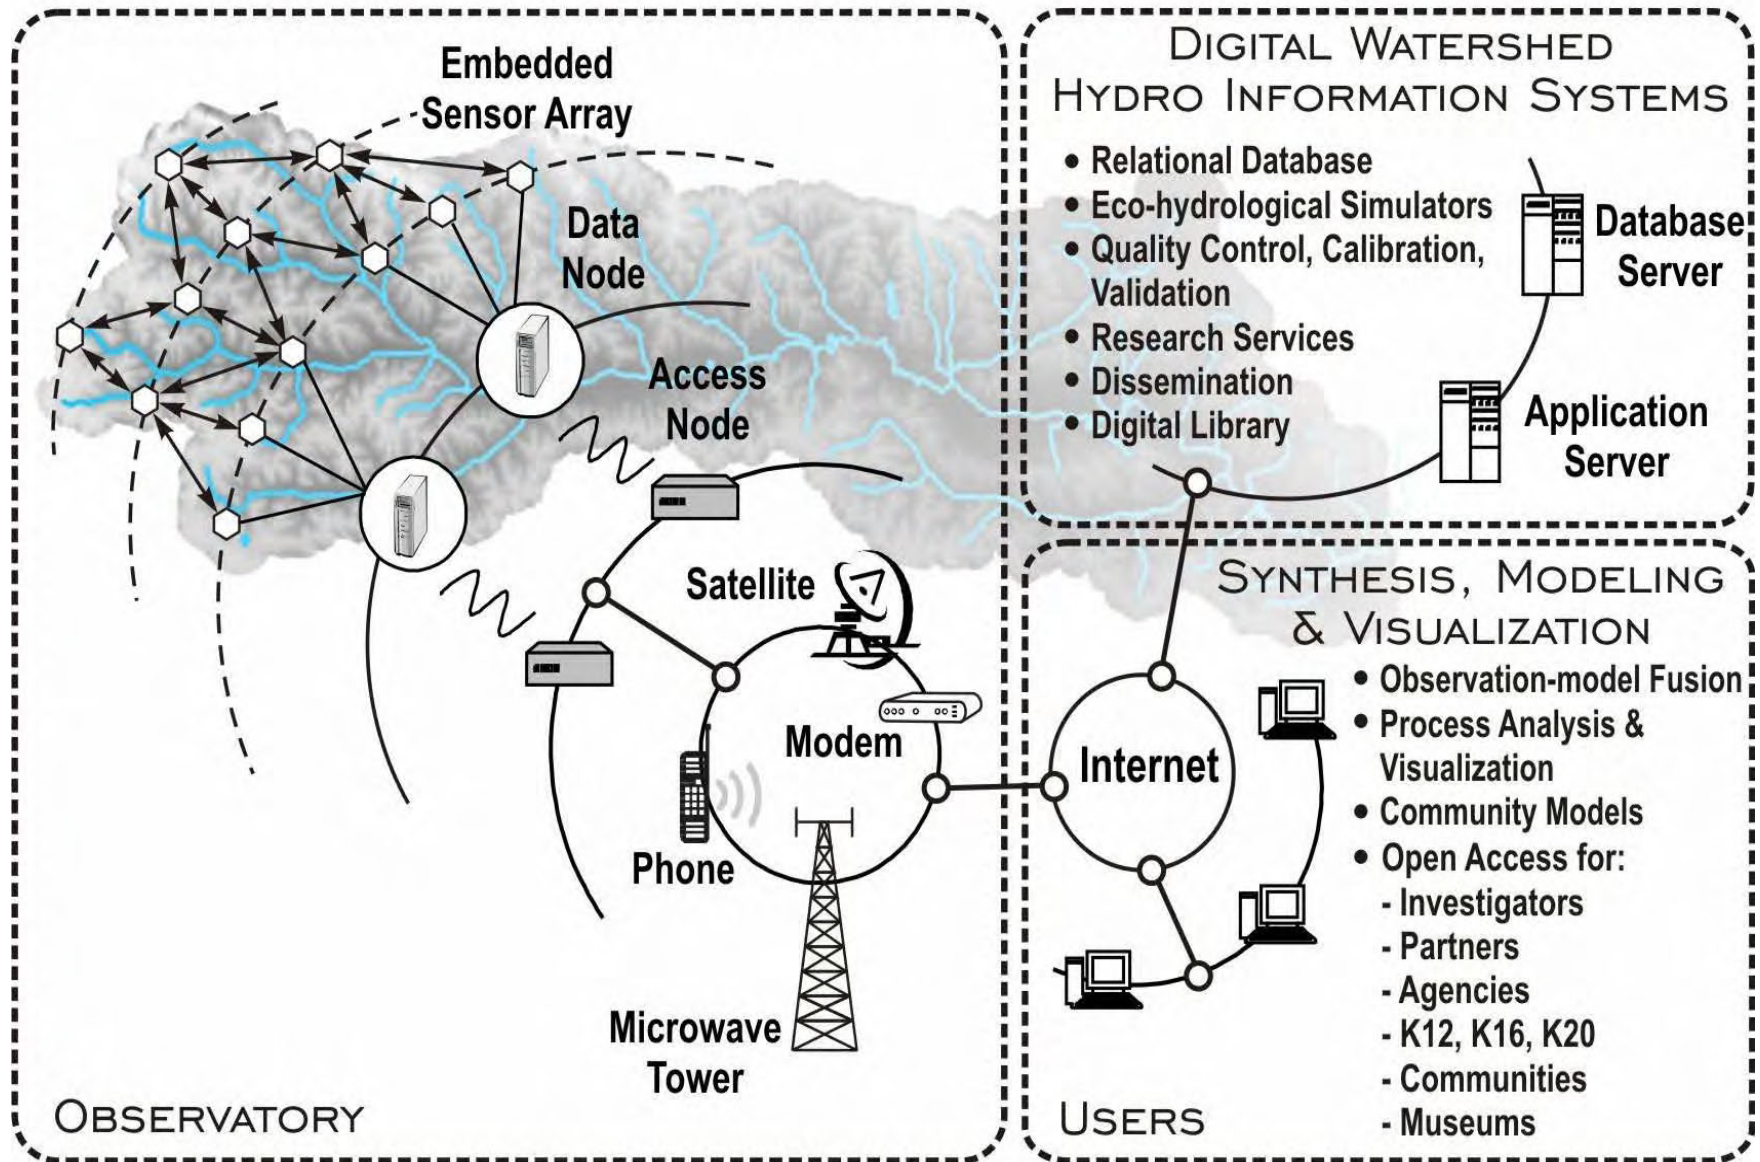 Embedded
Sensor Array
Data
Node
Access
Node
Satellite
Modem
Phone
Microwave
Tower
OBSERVATORY
DIGITAL WATERSHED
HYDRO INFORMATION SYSTEMS
• Relational Database
• Eco-hydrological Simulators
• Quality Control, Calibration,
Validation
• Research Services
• Dissemination
• Digital Library
Database
Server
Application
Server
SYNTHESIS, MODELING
& VISUALIZATION
• Observation-model Fusion
• Process Analysis &
Visualization
• Community Models
• Open Access for:
- Investigators
- Partners
- Agencies
- K12, K16, K20
- Communities
- Museums
Internet
USERS